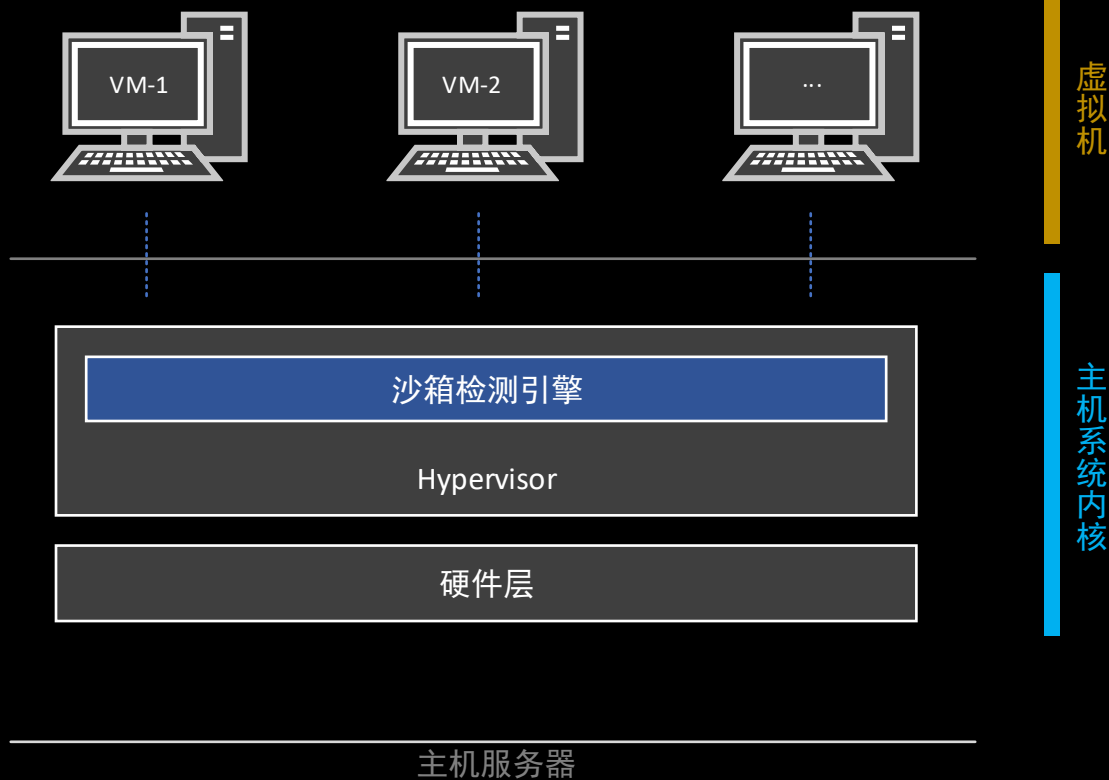 VM-1
VM-2
...
虚拟机
沙箱检测引擎
Hypervisor
主机系统内核
硬件层
主机服务器